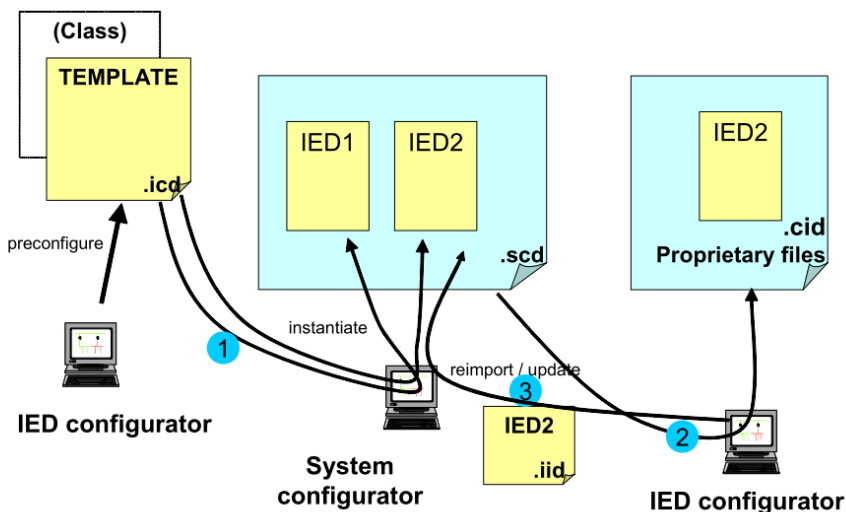 (Class)
TEMPLATE
.icd
preconfigure
IED configurator
1
IED1
IED2
.scd
instantiate
System
configurator
reimport / update
3
IED2
.iid
2
IED2
.cid
Proprietary files
IED configurator